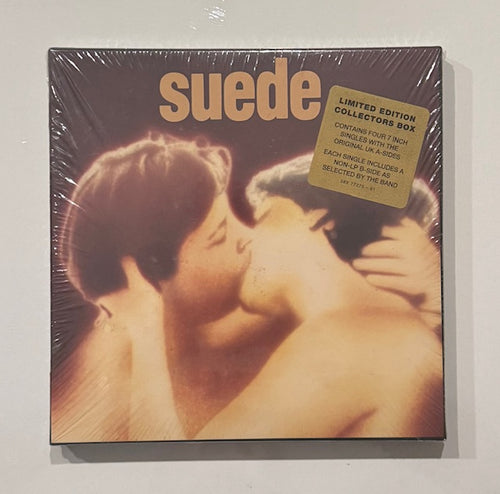 suede
LIMITED EDITION
COLLECTORS BOX
CONTAINS FOUR 7 INCH
SINGLES WITH THE
ORIGINAL UK A-SIDES
EACH SINGLE INCLUDES A
NON-LP B-SIDE AS
SELECTED BY THE BAND